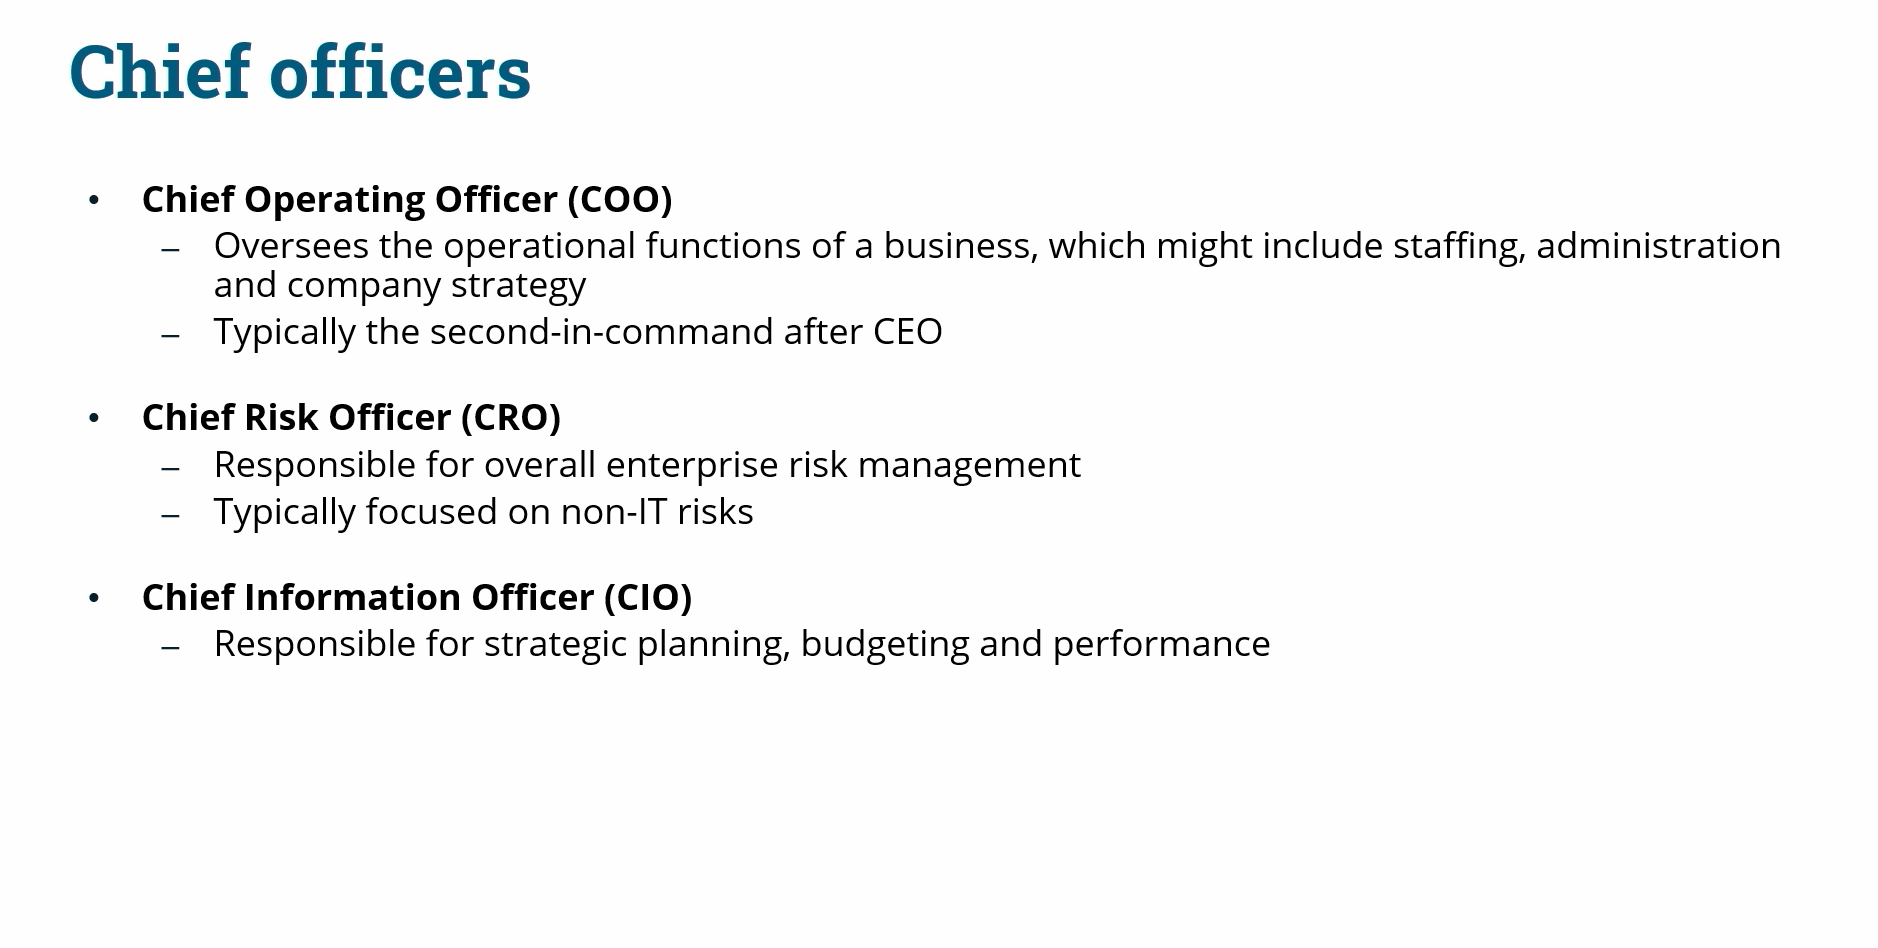 Chief officers
• Chief Operating Officer (COO)
– Oversees the operational functions of a business, which might include staffing, administration
and company strategy
– Typically the second-in-command after CEO
• Chief Risk Officer (CRO)
– Responsible for overall enterprise risk management
– Typically focused on non-IT risks
• Chief Information Officer (CIO)
– Responsible for strategic planning, budgeting and performance